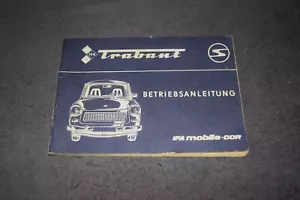 Trabant
S
BETRIEBSANLEITUNG
IFA mobile-DDR